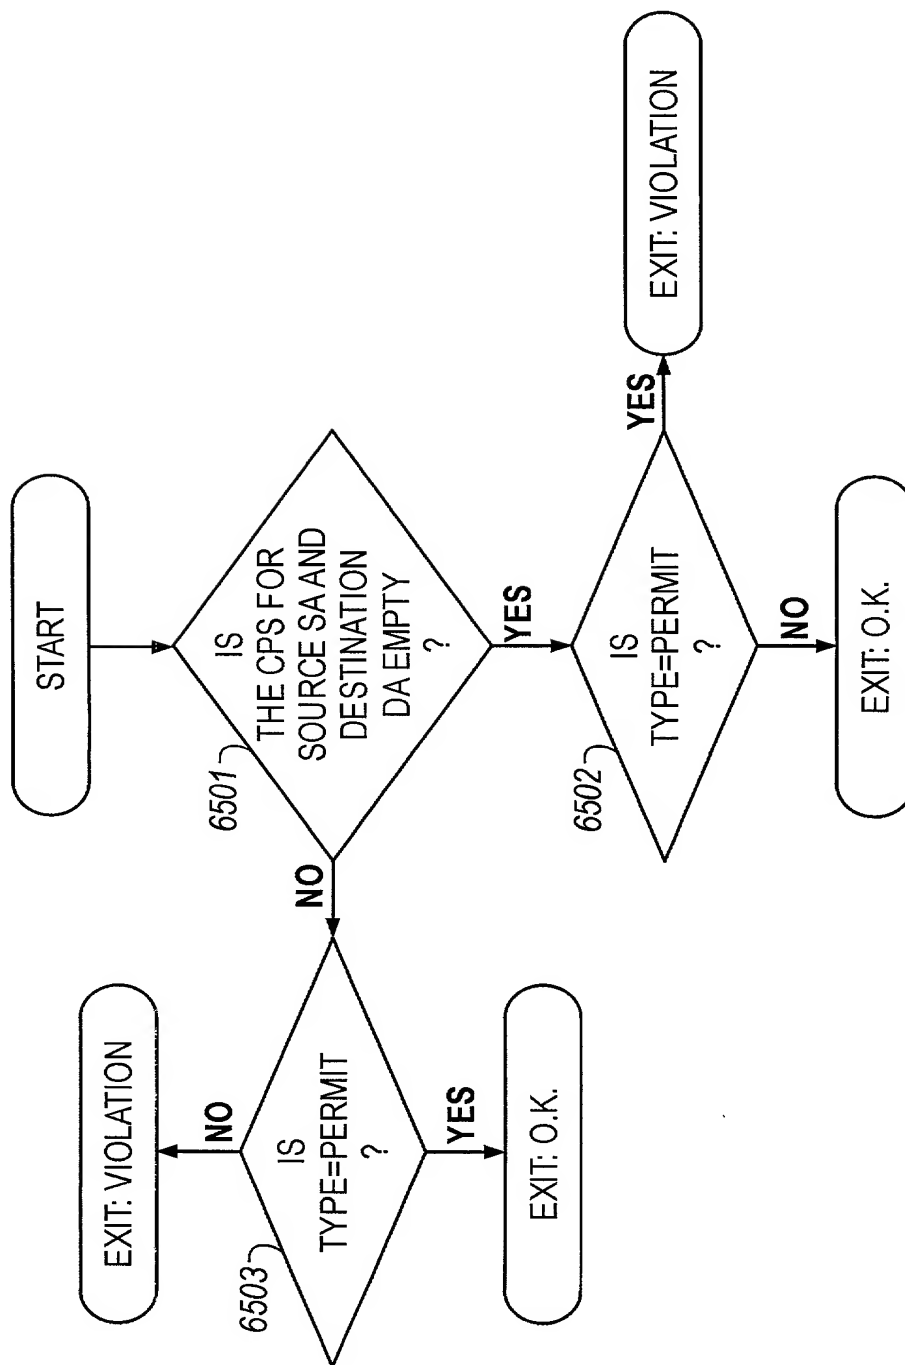 START
6501
IS
THE CPS FOR
SOURCE SA AND
DESTINATION
DA EMPTY
?
NO
YES
6503
IS
TYPE=PERMIT
?
NO
EXIT: VIOLATION
YES
EXIT: O.K.
6502
IS
TYPE=PERMIT
?
YES
EXIT: VIOLATION
NO
EXIT: O.K.